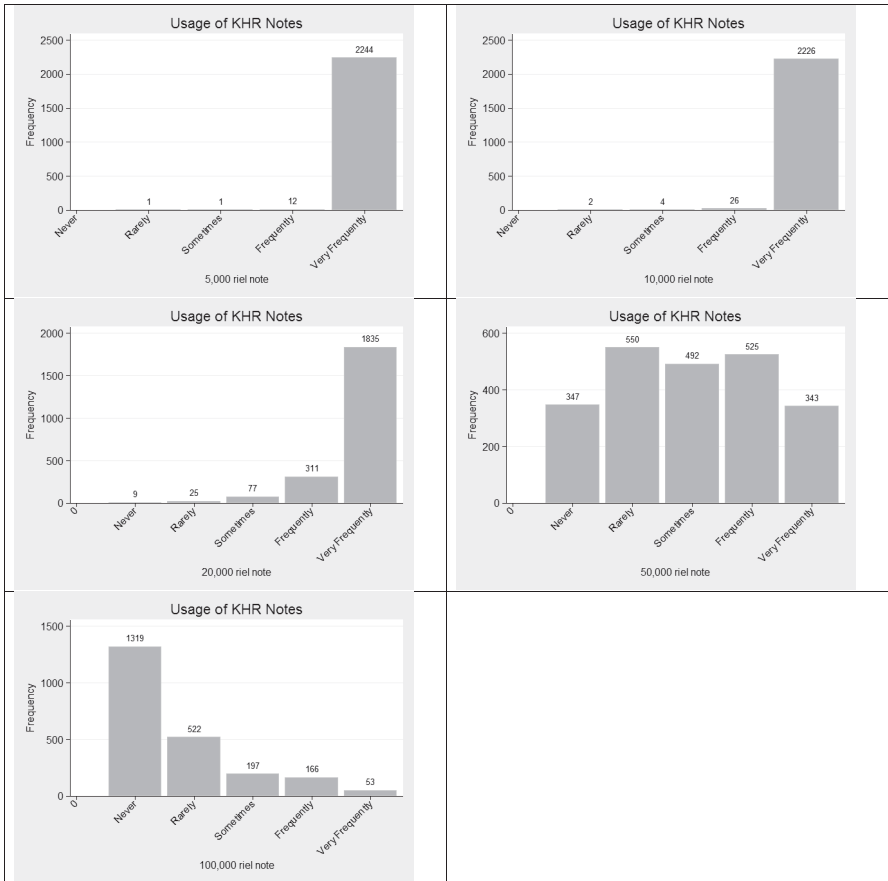 Usage of KHR Notes
2500
2000
1500
1000
500
0
Frequency
2244
1
1
12
Never
Rarely
Sometimes
Frequently
Very Frequently
5,000 riel note
Usage of KHR Notes
2500
2000
1500
1000
500
0
Frequency
2226
2
4
26
Never
Rarely
Sometimes
Frequently
Very Frequently
10,000 riel note
Usage of KHR Notes
2000
1500
1000
500
0
Frequency
1835
9
25
77
311
0
Never
Rarely
Sometimes
Frequently
Very Frequently
20,000 riel note
Usage of KHR Notes
600
400
200
0
Frequency
347
550
492
525
343
0
Never
Rarely
Sometimes
Frequently
Very Frequently
50,000 riel note
Usage of KHR Notes
1500
1000
500
0
Frequency
1319
522
197
166
53
0
Never
Rarely
Sometimes
Frequently
Very Frequently
100,000 riel note